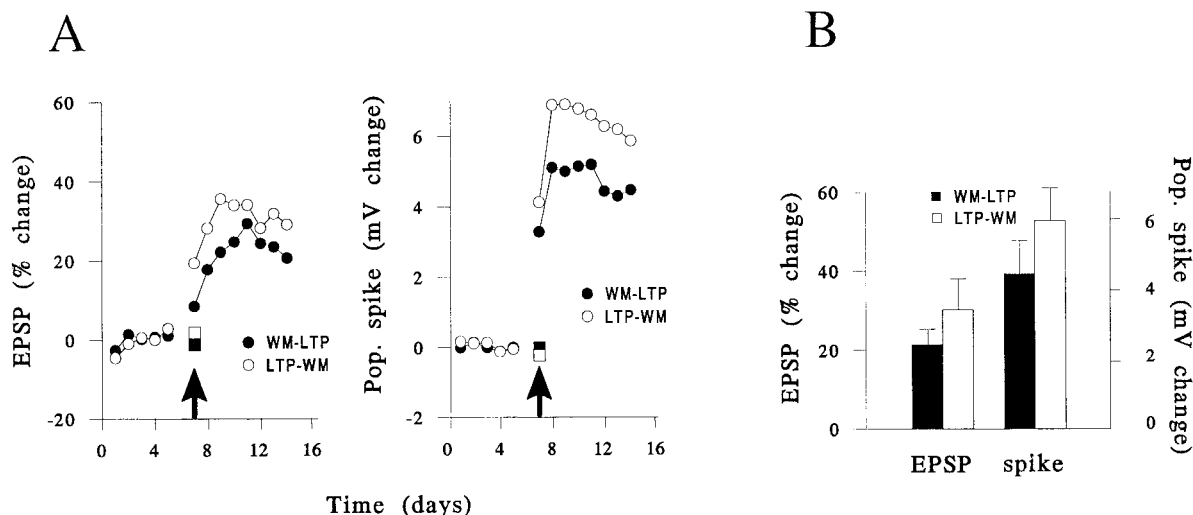 A
EPSP (% change)
60
40
20
0
-20
0
4
8
12
16
WM-LTP
LTP-WM
Pop. spike (mV change)
6
4
2
0
-2
0
4
8
12
16
WM-LTP
LTP-WM
Time (days)
B
EPSP (% change)
60
40
20
0
WM-LTP
LTP-WM
EPSP
spike
6
4
2
0
Pop. spike (mV change)